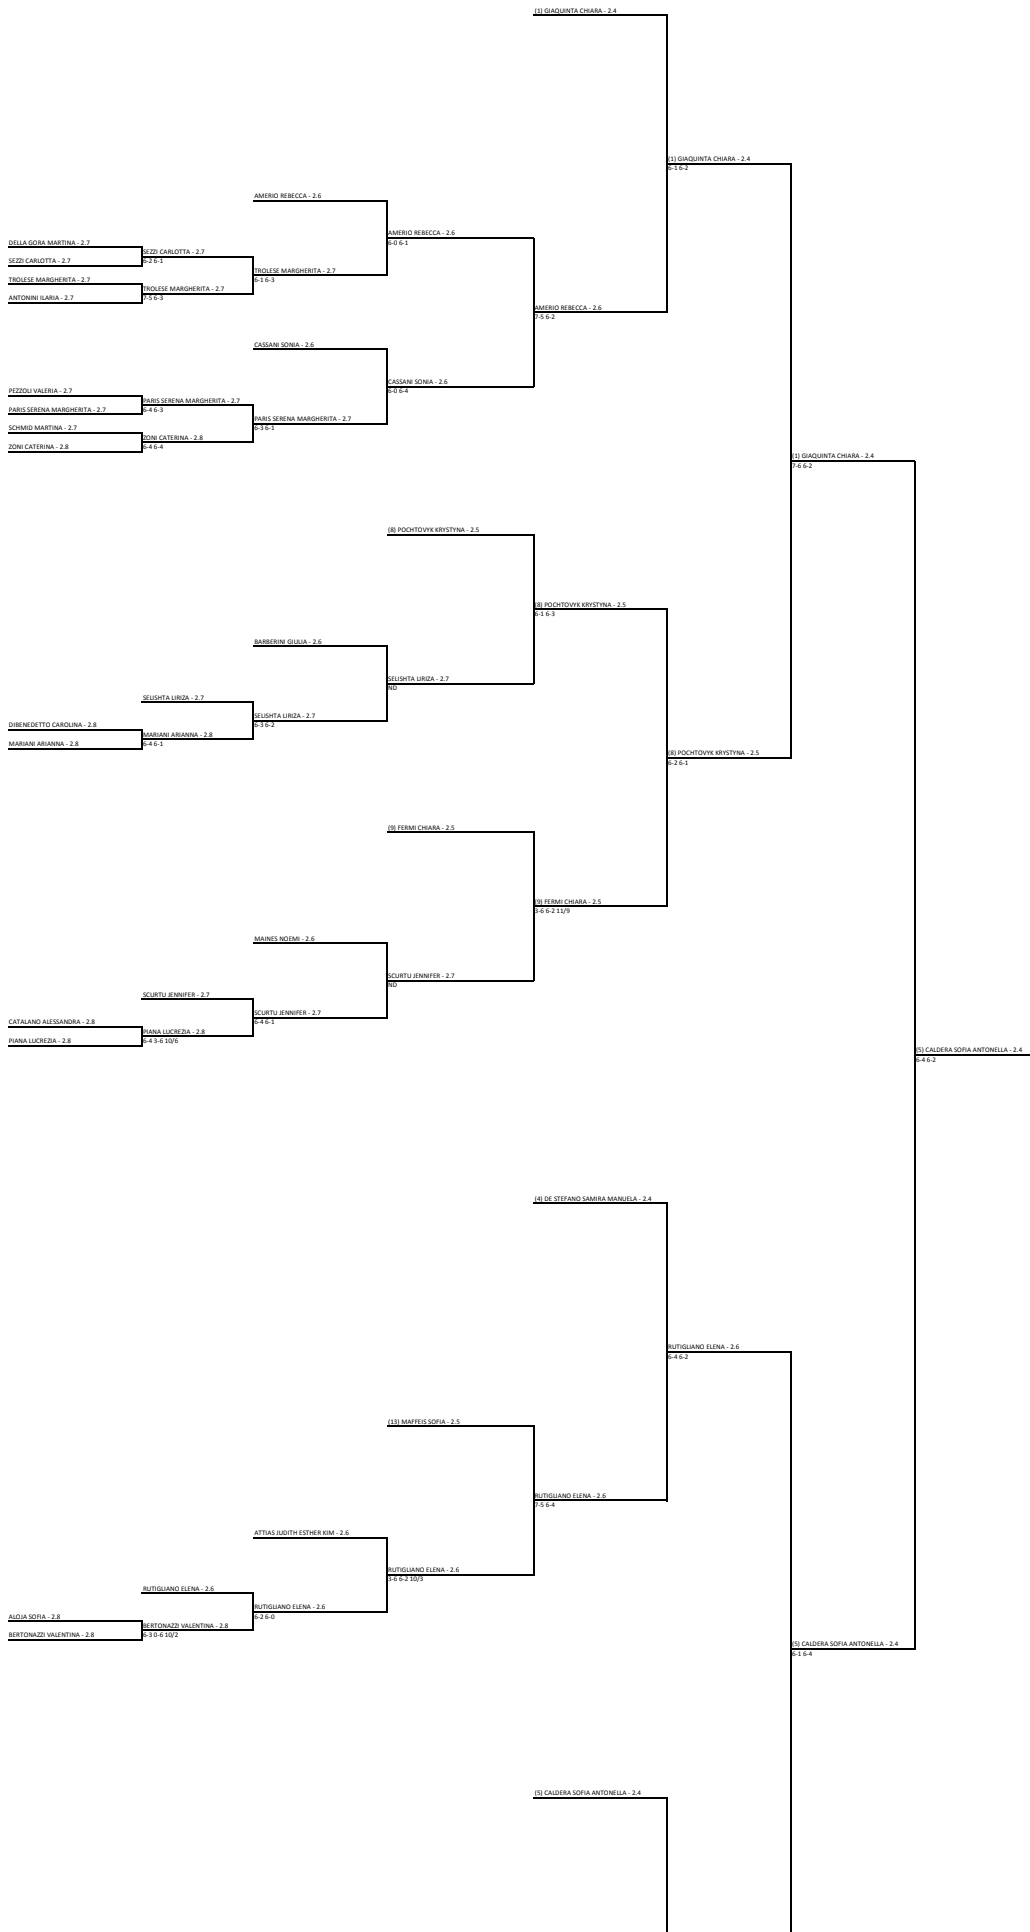 (1) GIAQUINTA CHIARA - 2.4
(1) GIAQUINTA CHIARA - 2.4
6-1 6-2
AMERIO REBECCA - 2.6
AMERIO REBECCA - 2.6
6-0 6-1
DELLA GORA MARTINA - 2.7
SEZZI CARLOTTA - 2.7
6-2 6-1
SEZZI CARLOTTA - 2.7
TROLESE MARGHERITA - 2.7
6-1 6-3
TROLESE MARGHERITA - 2.7
TROLESE MARGHERITA - 2.7
7-5 6-3
ANTONINI ILARIA - 2.7
AMERIO REBECCA - 2.6
7-5 6-2
CASSANI SONIA - 2.6
CASSANI SONIA - 2.6
6-0 6-4
PEZZOLI VALERIA - 2.7
PARIS SERENA MARGHERITA - 2.7
6-4 6-3
PARIS SERENA MARGHERITA - 2.7
PARIS SERENA MARGHERITA - 2.7
6-3 6-1
SCHMID MARTINA - 2.7
ZONI CATERINA - 2.8
6-4 6-4
ZONI CATERINA - 2.8
(1) GIAQUINTA CHIARA - 2.4
7-6 6-2
(8) POCHTOVYK KRYSTYNA - 2.5
(8) POCHTOVYK KRYSTYNA - 2.5
6-1 6-3
BARBERINI GIULIA - 2.6
SELISHTA LIRIZA - 2.7
ND
SELISHTA LIRIZA - 2.7
SELISHTA LIRIZA - 2.7
6-3 6-2
DIBENEDETTO CAROLINA - 2.8
MARIANI ARIANNA - 2.8
6-4 6-1
MARIANI ARIANNA - 2.8
(8) POCHTOVYK KRYSTYNA - 2.5
6-2 6-1
(9) FERMI CHIARA - 2.5
(9) FERMI CHIARA - 2.5
3-6 6-2 11/9
MAINES NOEMI - 2.6
SCURTU JENNIFER - 2.7
ND
SCURTU JENNIFER - 2.7
SCURTU JENNIFER - 2.7
6-4 6-1
CATALANO ALESSANDRA - 2.8
PIANA LUCREZIA - 2.8
6-4 3-6 10/6
PIANA LUCREZIA - 2.8
(5) CALDERA SOFIA ANTONELLA - 2.4
6-4 6-2
(4) DE STEFANO SAMIRA MANUELA - 2.4
RUTIGLIANO ELENA - 2.6
6-4 6-2
(13) MAFFEIS SOFIA - 2.5
RUTIGLIANO ELENA - 2.6
7-5 6-4
ATTIAS JUDITH ESTHER KIM - 2.6
RUTIGLIANO ELENA - 2.6
3-6 6-2 10/3
RUTIGLIANO ELENA - 2.6
RUTIGLIANO ELENA - 2.6
6-2 6-0
ALOJA SOFIA - 2.8
BERTONAZZI VALENTINA - 2.8
6-3 0-6 10/2
BERTONAZZI VALENTINA - 2.8
(5) CALDERA SOFIA ANTONELLA - 2.4
6-1 6-4
(5) CALDERA SOFIA ANTONELLA - 2.4